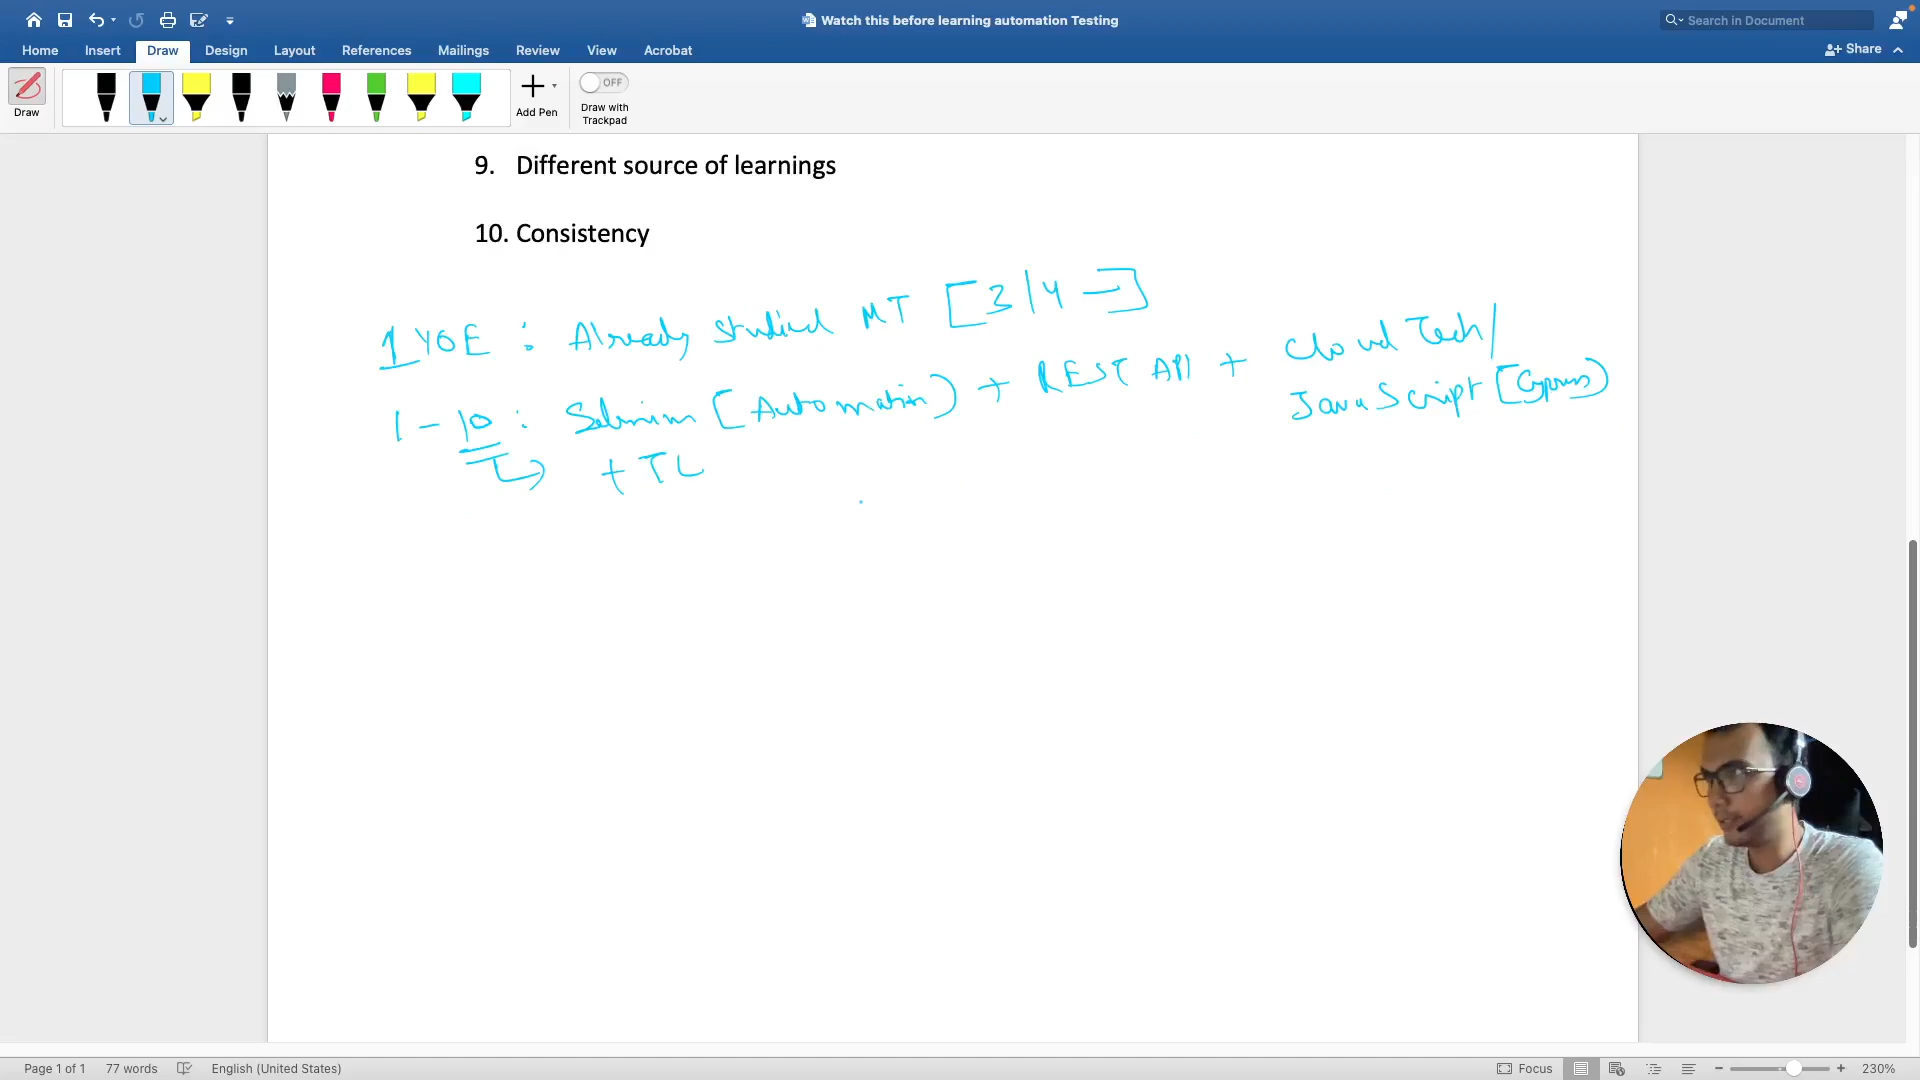 Watch this before learning automation Testing
Search in Document
Home Insert Draw Design Layout References Mailings Review View Acrobat
Share
Draw
Add Pen
OFF
Draw with
Trackpad
9. Different source of learnings
10. Consistency
1 YOE : Already studied MT [3/4 —]
1 - 10 : Selenium [Automation) + REST API + Cloud Tech/
JavaScript [Cypress)
+ TL
Page 1 of 1 77 words English (United States)
Focus
230%